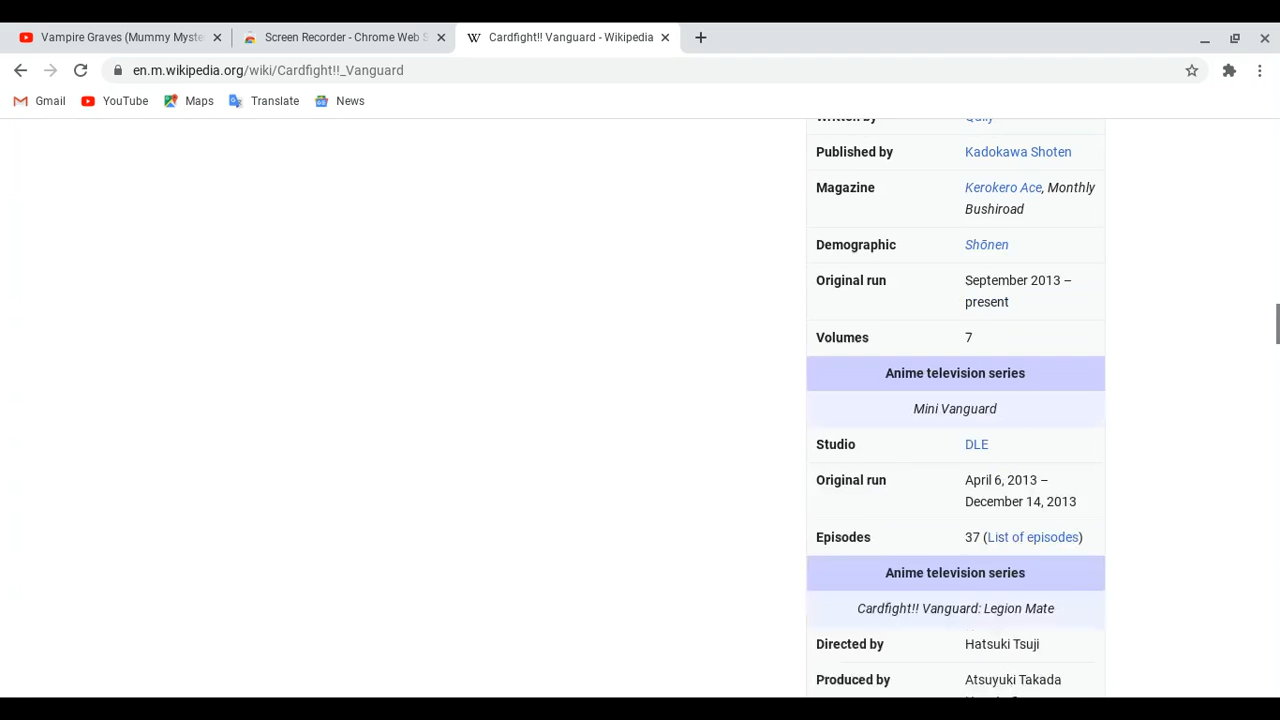 Vampire Graves (Mummy Myste
Screen Recorder - Chrome Web S
Cardfight!! Vanguard - Wikipedia
en.m.wikipedia.org/wiki/Cardfight!!_Vanguard
Gmail
YouTube
Maps
Translate
News
Published by Kadokawa Shoten
Magazine Kerokero Ace, Monthly
Bushiroad
Demographic Shōnen
Original run September 2013 –
present
Volumes 7
Anime television series
Mini Vanguard
Studio DLE
Original run April 6, 2013 –
December 14, 2013
Episodes 37 (List of episodes)
Anime television series
Cardfight!! Vanguard: Legion Mate
Directed by Hatsuki Tsuji
Produced by Atsuyuki Takada